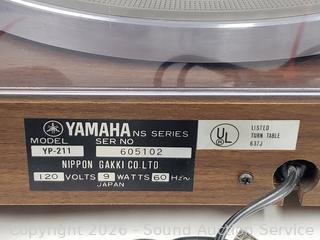 YAMAHA NS SERIES
MODEL SER NO
YP-211 605102
NIPPON GAKKI CO. LTD
120 VOLTS 9 WATTS 60 Hz
JAPAN
UL
LISTED
TURN TABLE
637J
© 2026 - Sound Auction Service